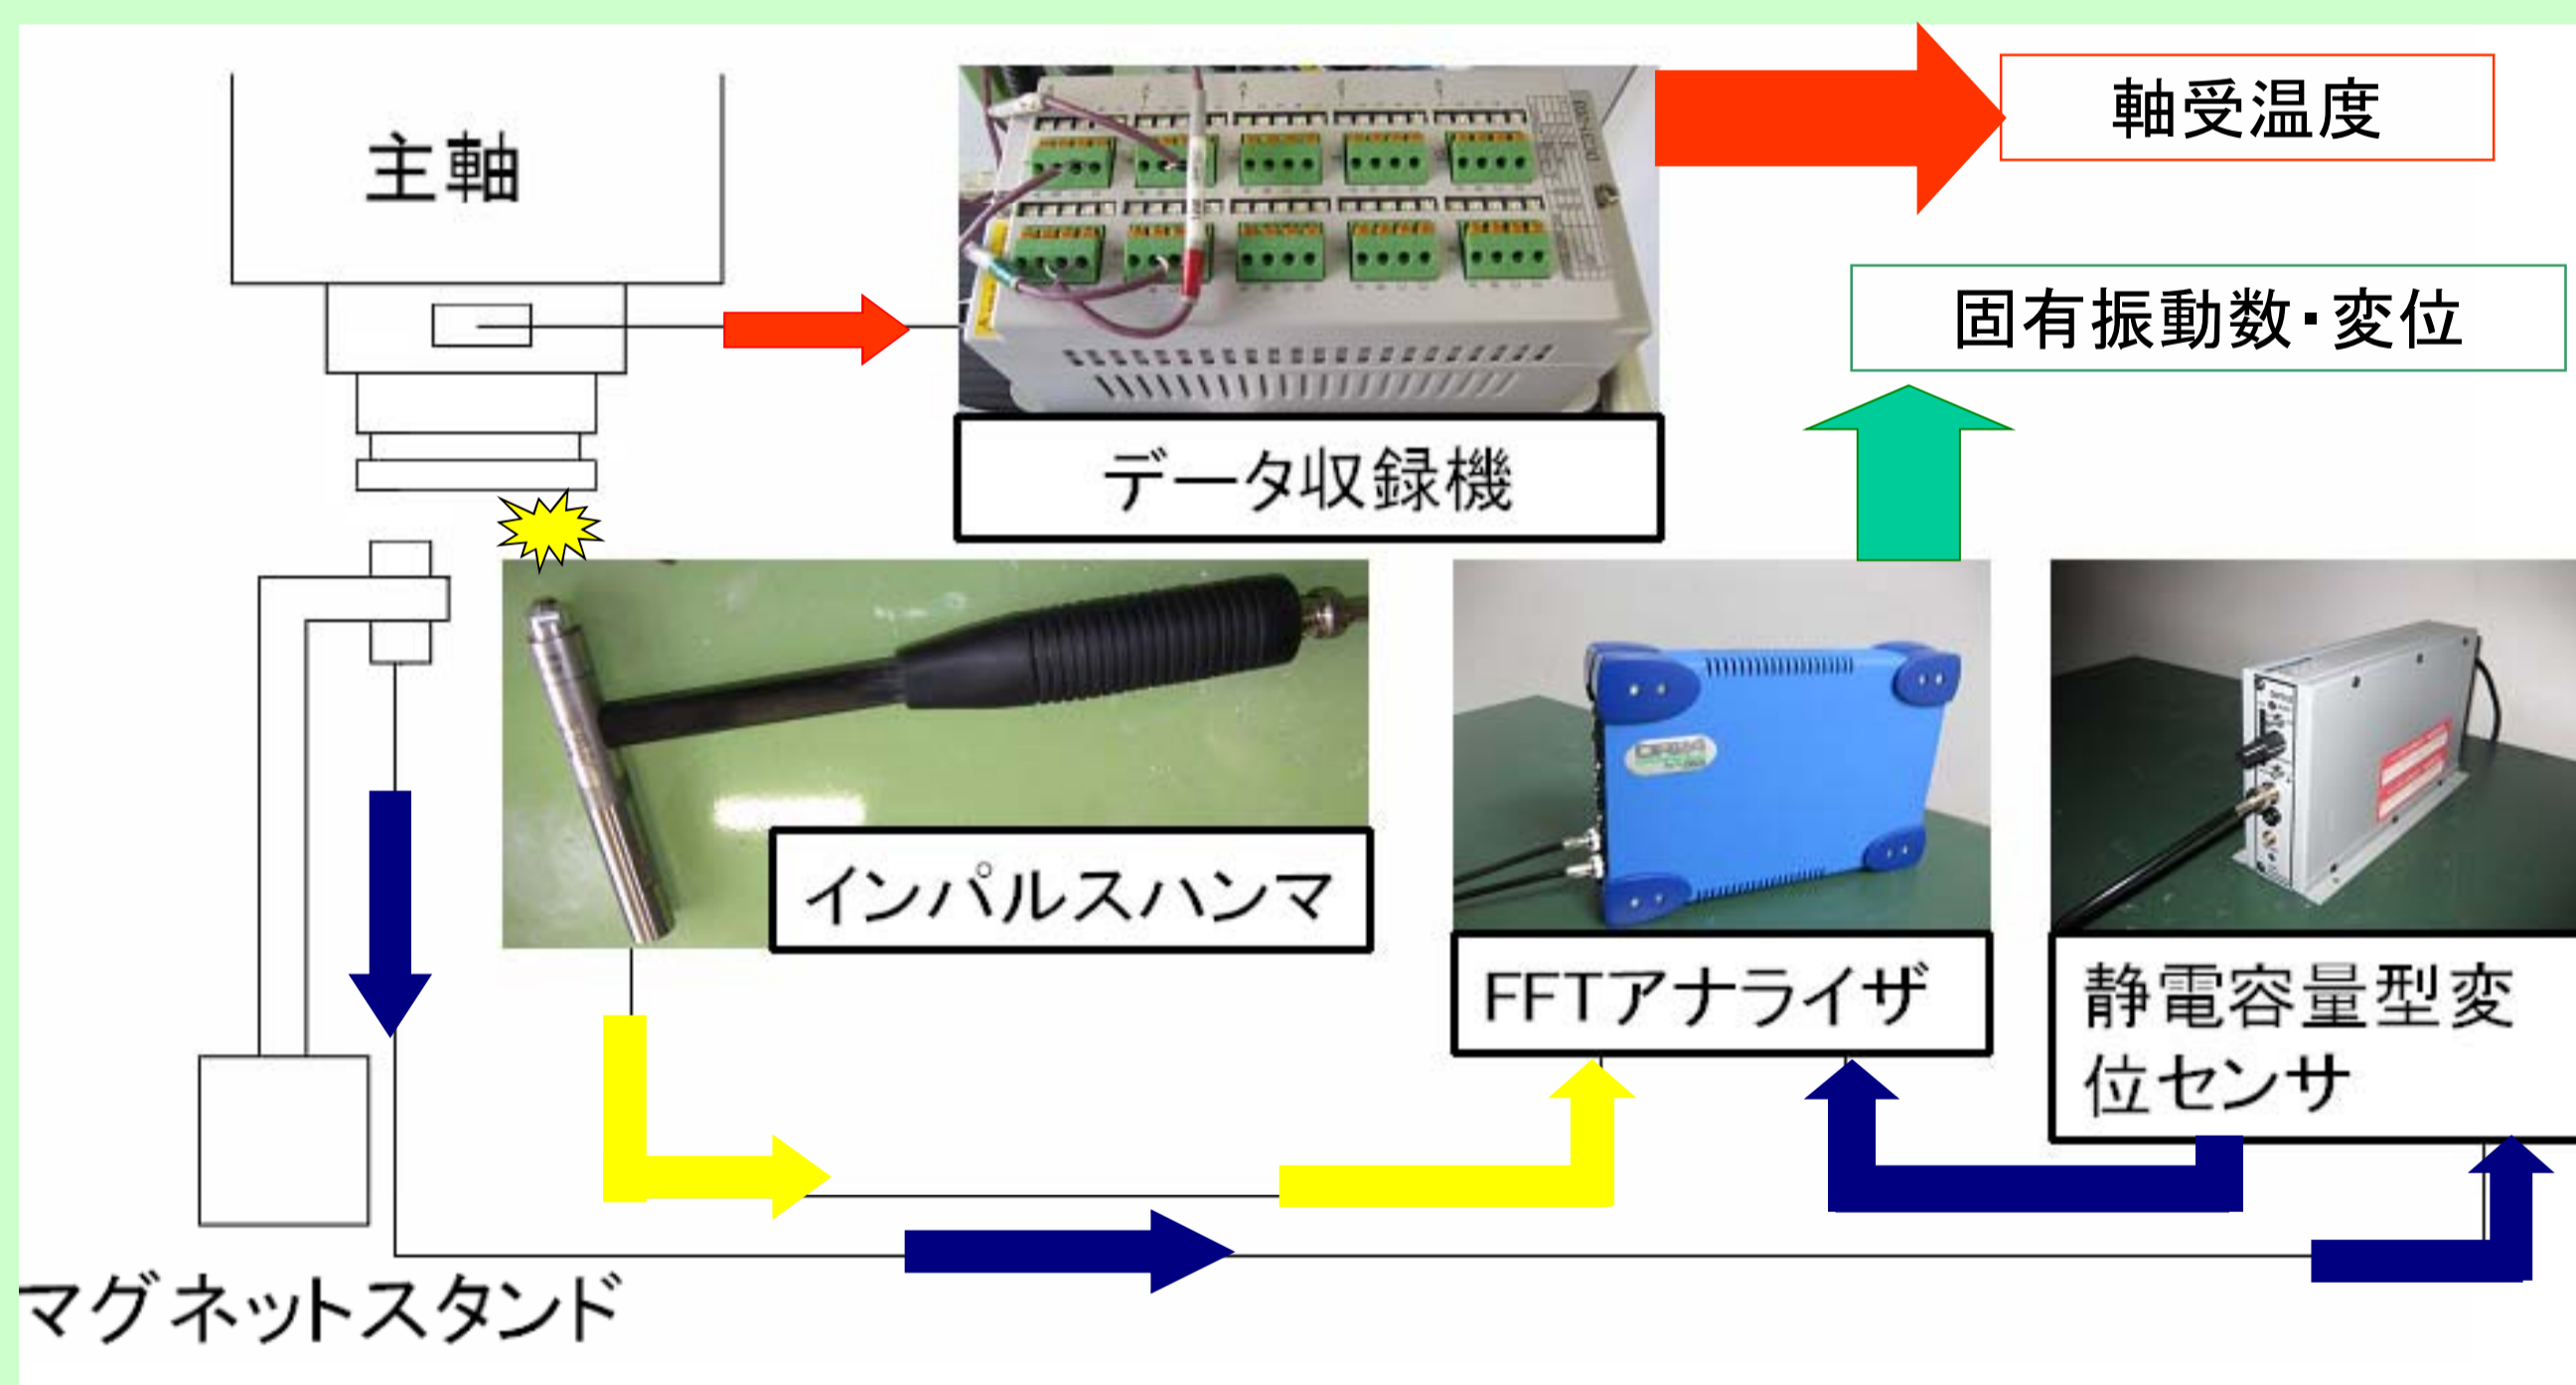 主軸
軸受温度
固有振動数・変位
データ収録機
インパルスハンマ
FFTアナライザ
静電容量型変
位センサ
マグネットスタンド